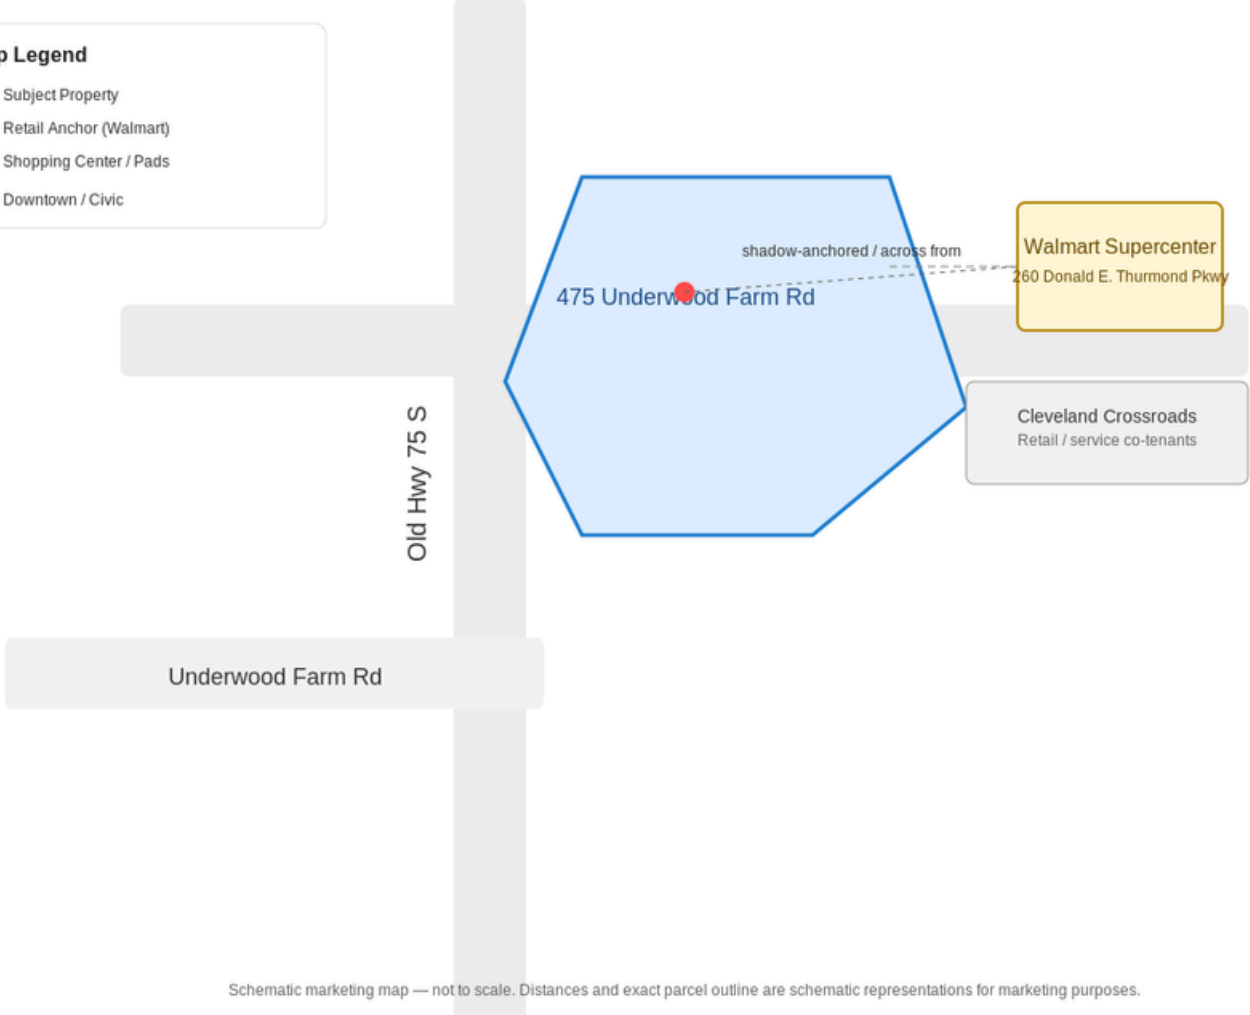 p Legend
Subject Property
Retail Anchor (Walmart)
Shopping Center / Pads
Downtown / Civic
shadow-anchored / across from
Walmart Supercenter
260 Donald E. Thurmond Pkwy
475 Underwood Farm Rd
Cleveland Crossroads
Retail / service co-tenants
Old Hwy 75 S
Underwood Farm Rd
Schematic marketing map — not to scale. Distances and exact parcel outline are schematic representations for marketing purposes.